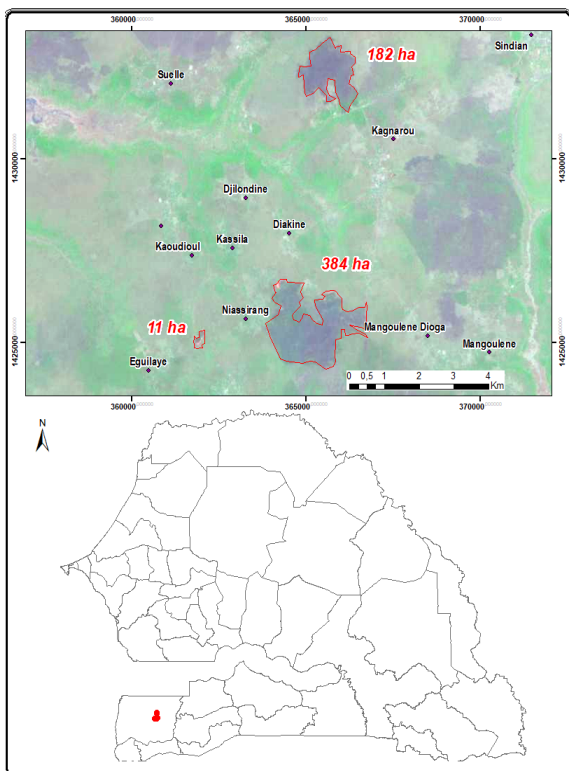 360000 365000 370000
Sindian
182 ha
Suelle
Kagnarou
1430000 1430000
Djilondine
Diakine
Kassila
Kaoudioul
384 ha
Niassirang
11 ha
Mangoulene Dioga
Mangoulene
1425000 1425000
Eguilaye
0 0,5 1 2 3 4
Km
360000 365000 370000
N